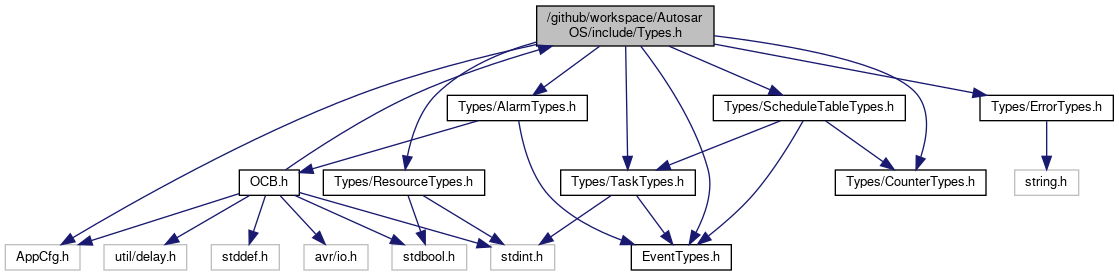 /github/workspace/Autosar
OS/include/Types.h
Types/AlarmTypes.h
Types/ScheduleTableTypes.h
Types/ErrorTypes.h
OCB.h
Types/ResourceTypes.h
Types/TaskTypes.h
Types/CounterTypes.h
string.h
AppCfg.h
util/delay.h
stddef.h
avr/io.h
stdbool.h
stdint.h
EventTypes.h